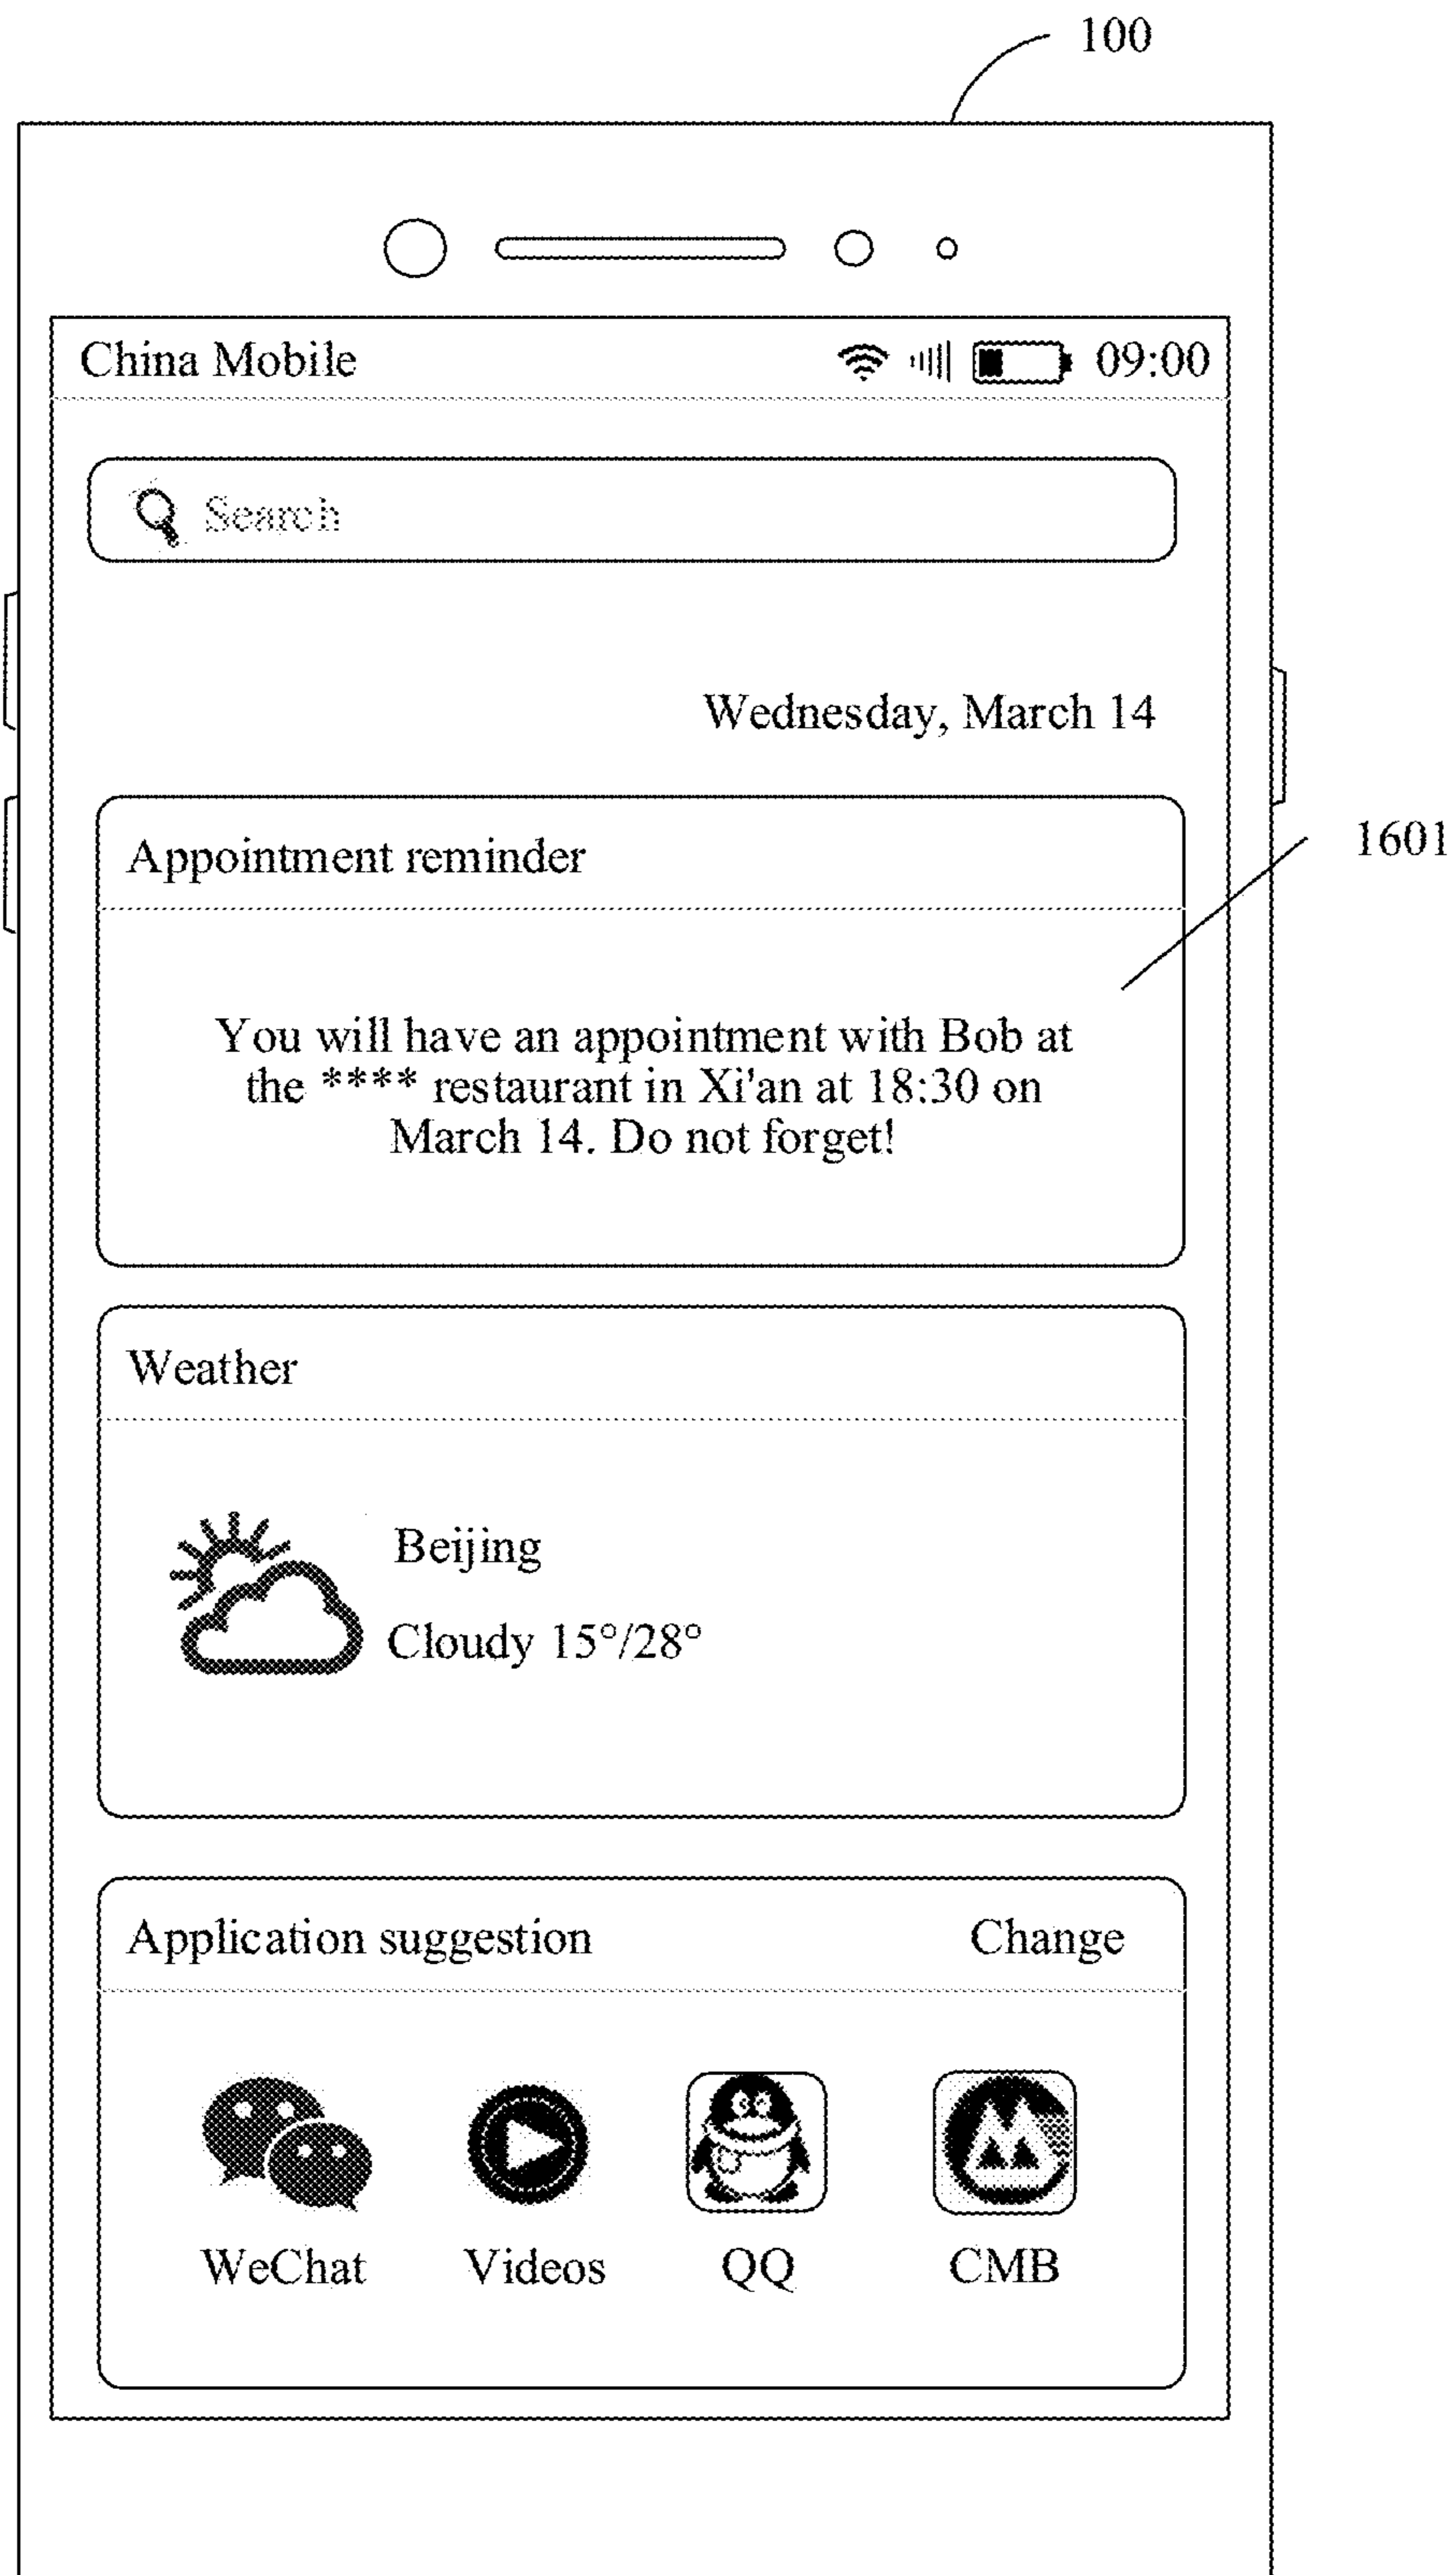 100
China Mobile 09:00
Search
Wednesday, March 14
1601
Appointment reminder
You will have an appointment with Bob at
the **** restaurant in Xi'an at 18:30 on
March 14. Do not forget!
Weather
Beijing
Cloudy 15°/28°
Application suggestion Change
WeChat Videos QQ CMB